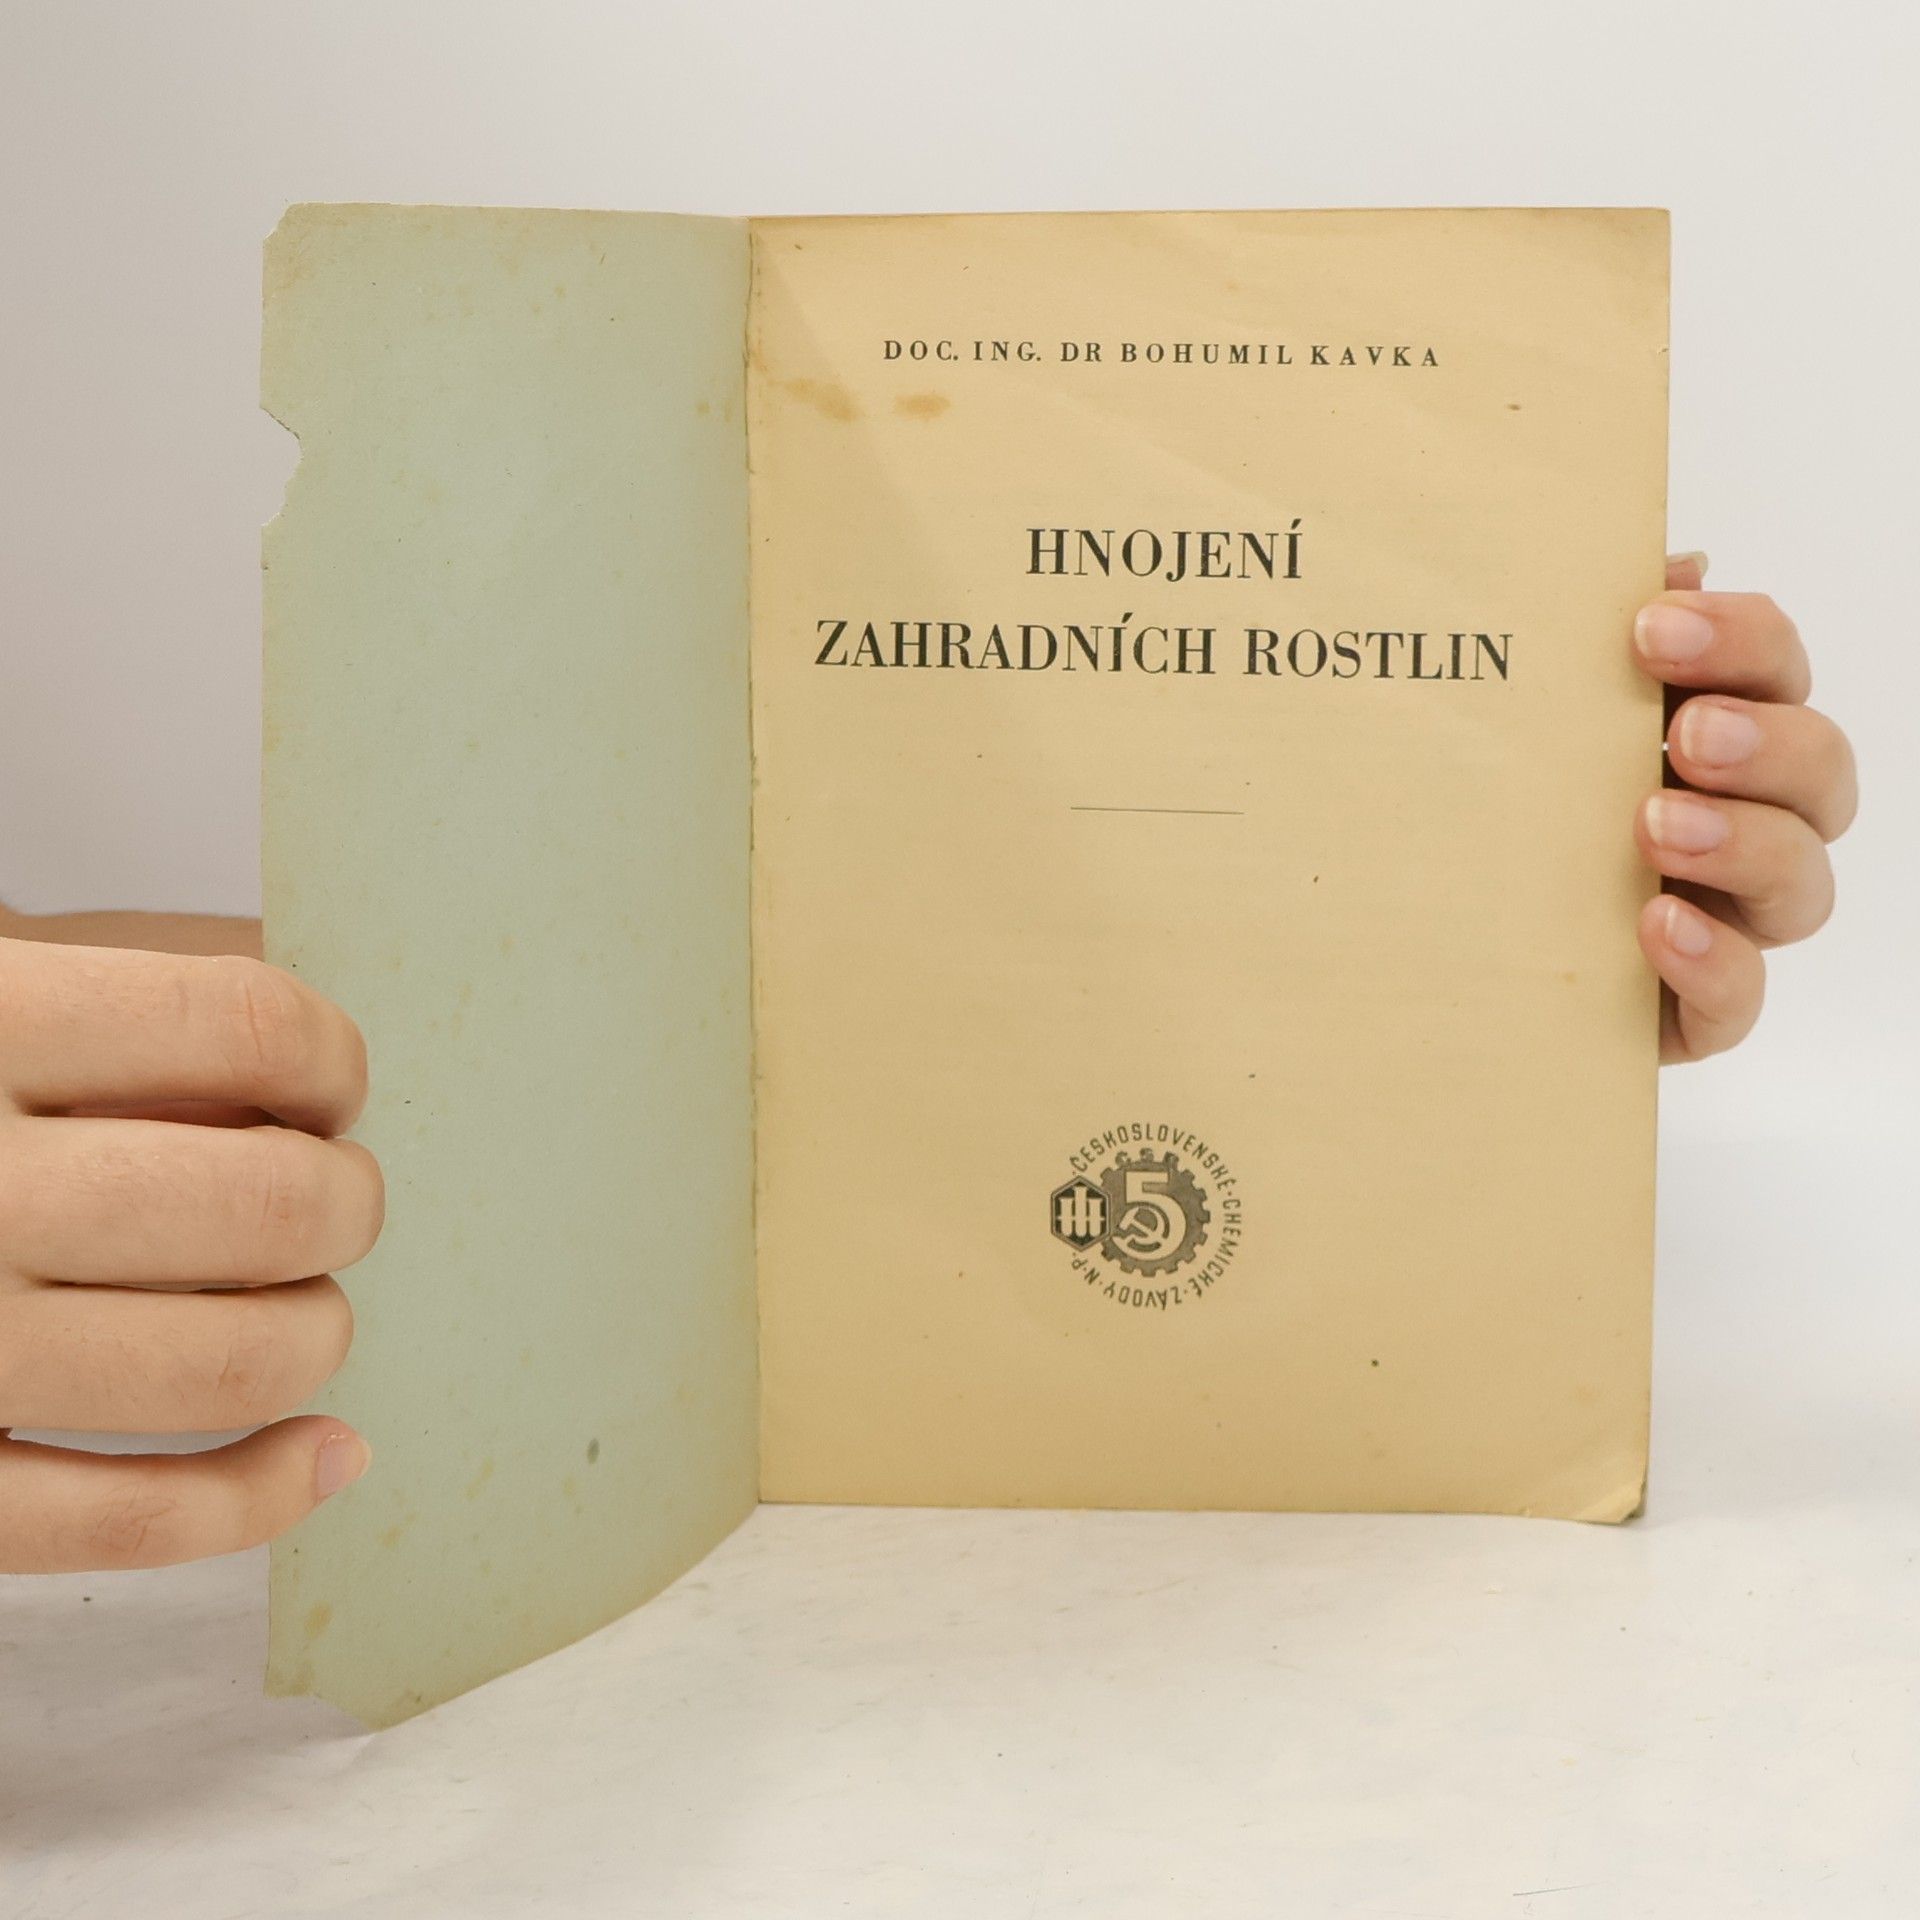 DOC. ING. DR BOHUMIL KAVKA
HNOJENÍ
ZAHRADNÍCH ROSTLIN
ČESKOSLOVENSKÉ · CHEMICKÉ · ZÁVODY · N · P ·
ČSR
5